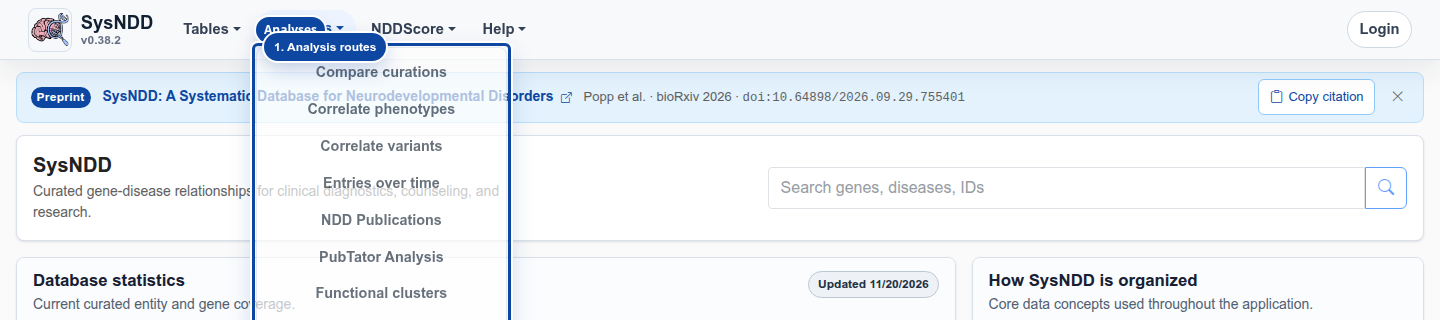 SysNDD
v0.38.2
Tables
Analyses
NDDScore
Help
Login
1. Analysis routes
Compare curations
Correlate phenotypes
Correlate variants
Entries over time
NDD Publications
PubTator Analysis
Functional clusters
Preprint
SysNDD: A Systematic Database for Neurodevelopmental Disorders
Popp et al. · bioRxiv 2026 · doi:10.64898/2026.09.29.755401
Copy citation
SysNDD
Curated gene-disease relationships for clinical diagnostics, counseling, and
research.
Search genes, diseases, IDs
Database statistics
Current curated entity and gene coverage.
Updated 11/20/2026
How SysNDD is organized
Core data concepts used throughout the application.